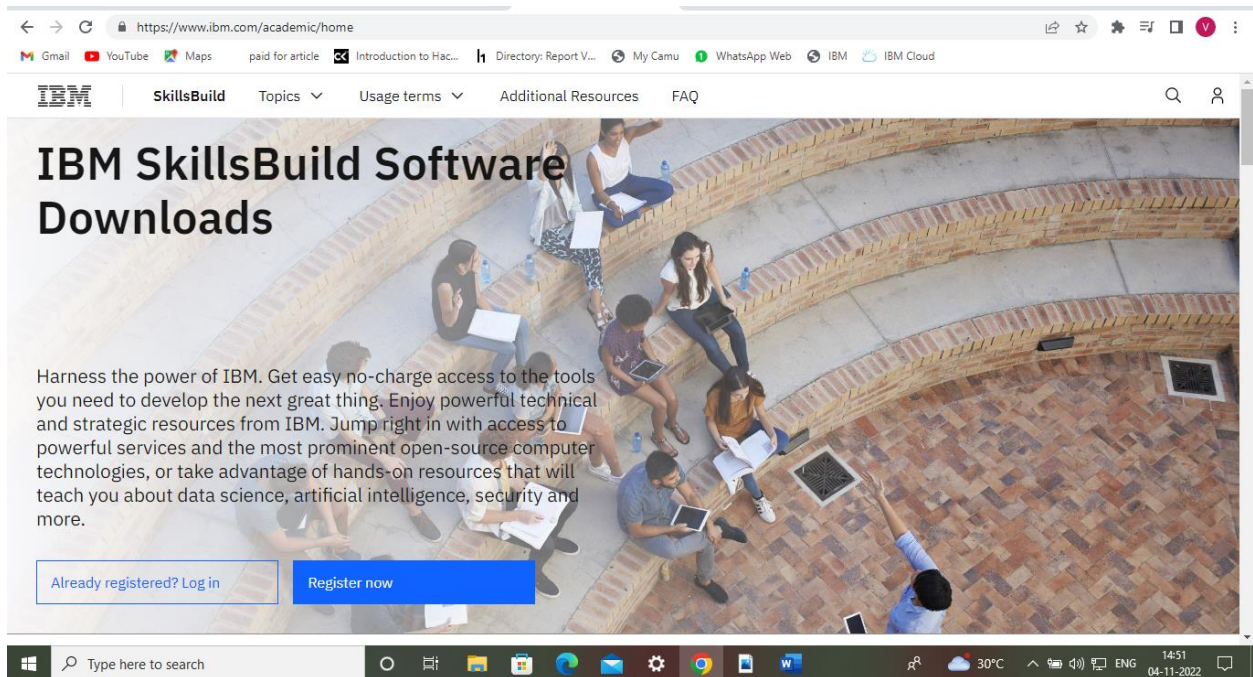 https://www.ibm.com/academic/home
V
Gmail YouTube Maps paid for article CK Introduction to Hac... h Directory: Report V... My Camu 1 WhatsApp Web IBM IBM Cloud
IBM SkillsBuild Topics Usage terms Additional Resources FAQ
IBM SkillsBuild Software
Downloads
Harness the power of IBM. Get easy no-charge access to the tools
you need to develop the next great thing. Enjoy powerful technical
and strategic resources from IBM. Jump right in with access to
powerful services and the most prominent open-source computer
technologies, or take advantage of hands-on resources that will
teach you about data science, artificial intelligence, security and
more.
Already registered? Log in Register now
Type here to search 30°C ENG 14:51
04-11-2022